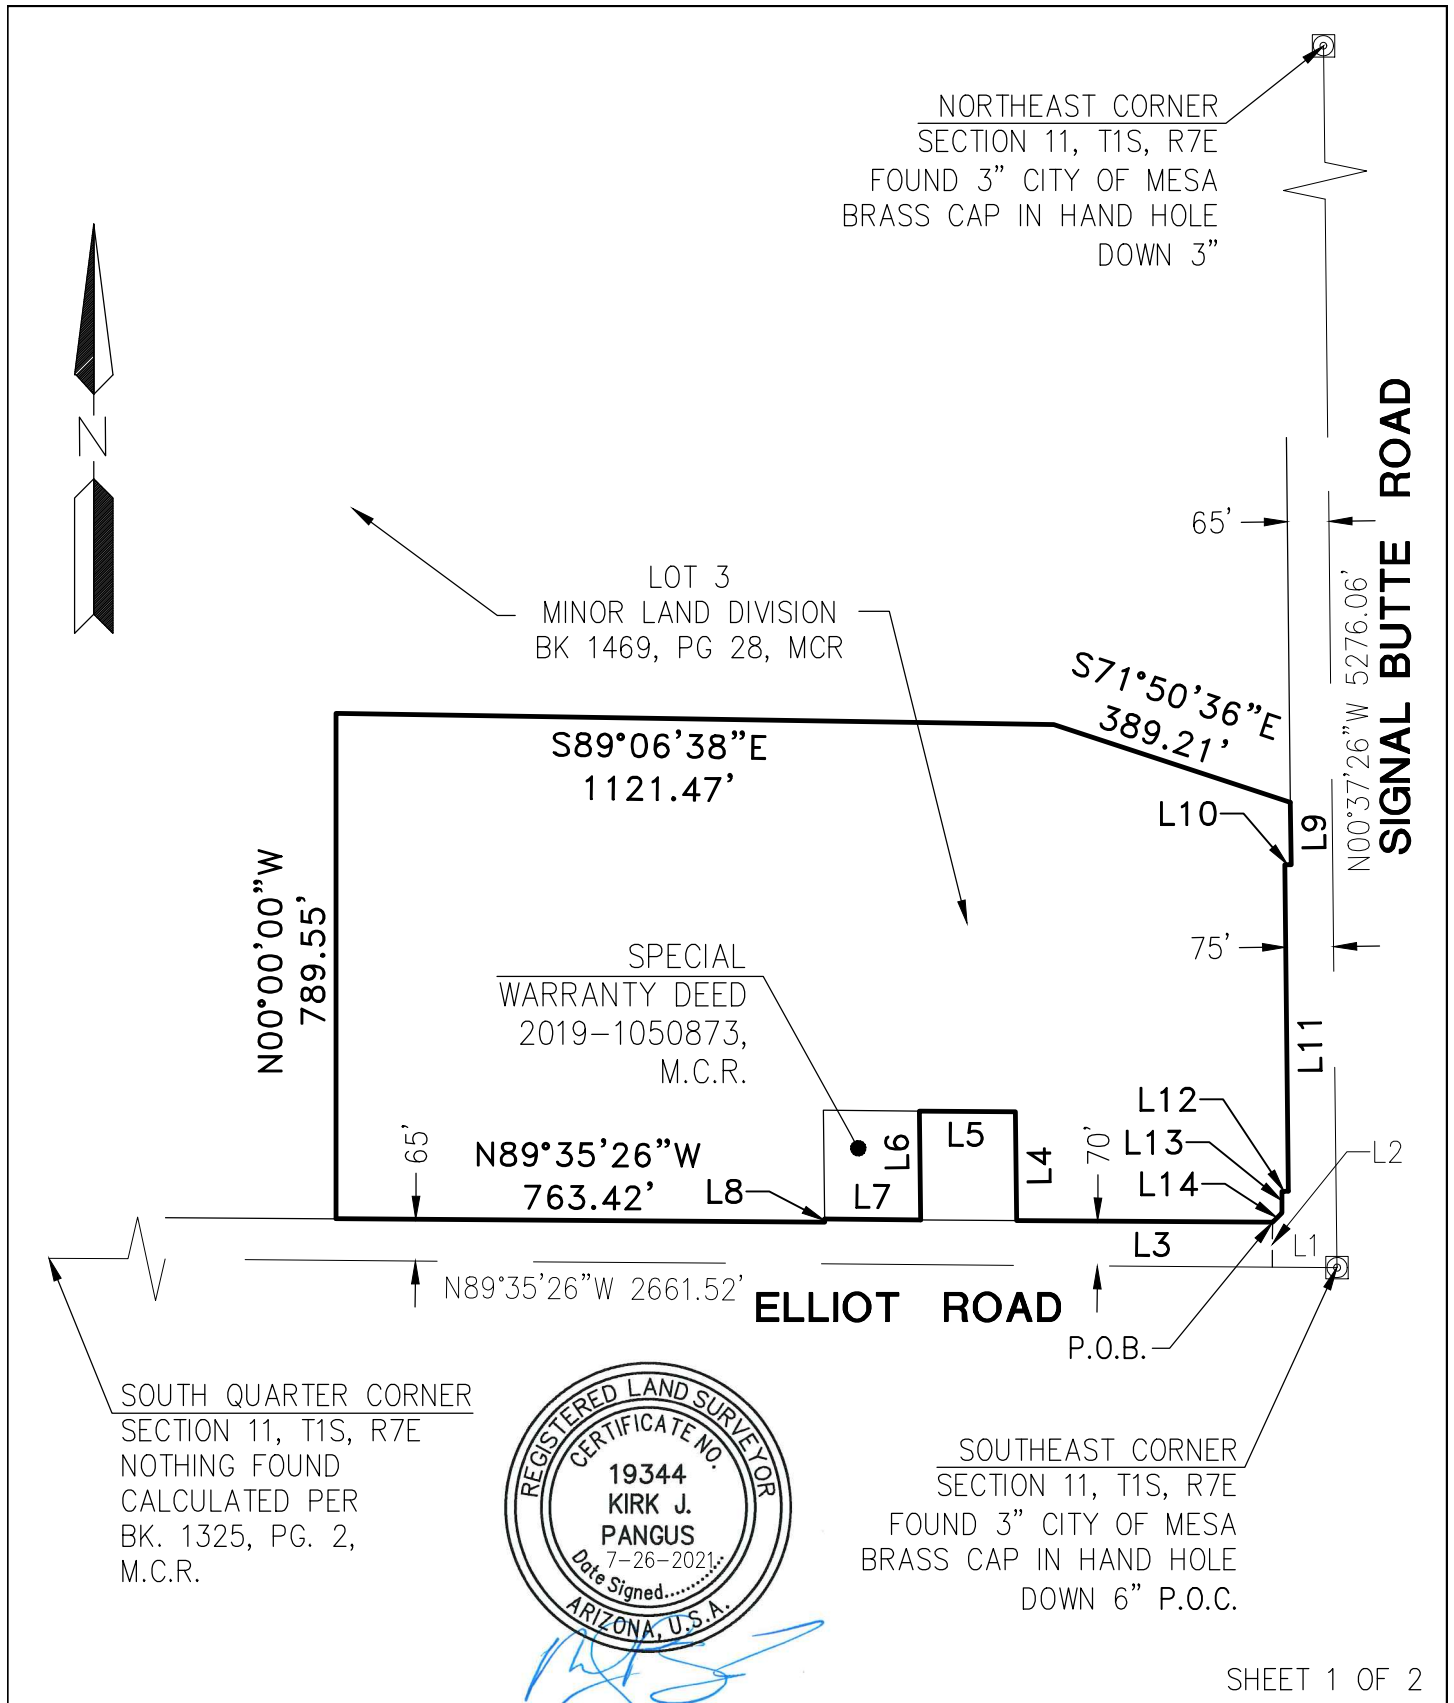 NORTHEAST CORNER
SECTION 11, T1S, R7E
FOUND 3” CITY OF MESA
BRASS CAP IN HAND HOLE
DOWN 3”
N
65’
SIGNAL BUTTE ROAD
N00°37’26”W 5276.06’
LOT 3
MINOR LAND DIVISION
BK 1469, PG 28, MCR
S71°50’36”E
389.21’
S89°06’38”E
1121.47’
L10
L9
N00°00’00”W
789.55’
75’
SPECIAL
WARRANTY DEED
2019–1050873,
M.C.R.
L11
L12
L13
L14
L2
65’
N89°35’26”W
763.42’
L8
L7
L6
L5
L4
70’
L3
L1
N89°35’26”W 2661.52’
ELLIOT ROAD
P.O.B.
SOUTH QUARTER CORNER
SECTION 11, T1S, R7E
NOTHING FOUND
CALCULATED PER
BK. 1325, PG. 2,
M.C.R.
REGISTERED LAND SURVEYOR
CERTIFICATE NO.
19344
KIRK J.
PANGUS
7–26–2021
Date Signed............
ARIZONA, U.S.A.
SOUTHEAST CORNER
SECTION 11, T1S, R7E
FOUND 3” CITY OF MESA
BRASS CAP IN HAND HOLE
DOWN 6” P.O.C.
SHEET 1 OF 2